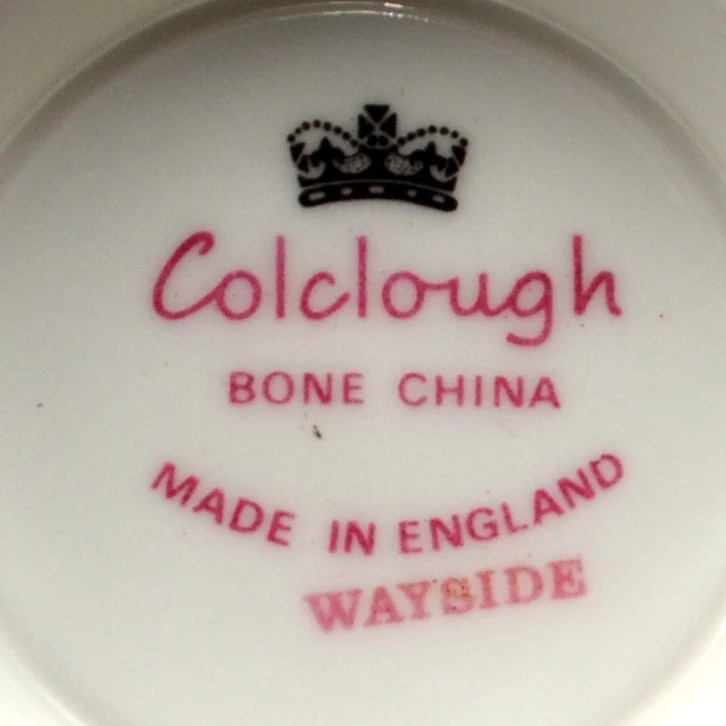 Colclough
BONE CHINA
MADE IN ENGLAND
WAYSIDE